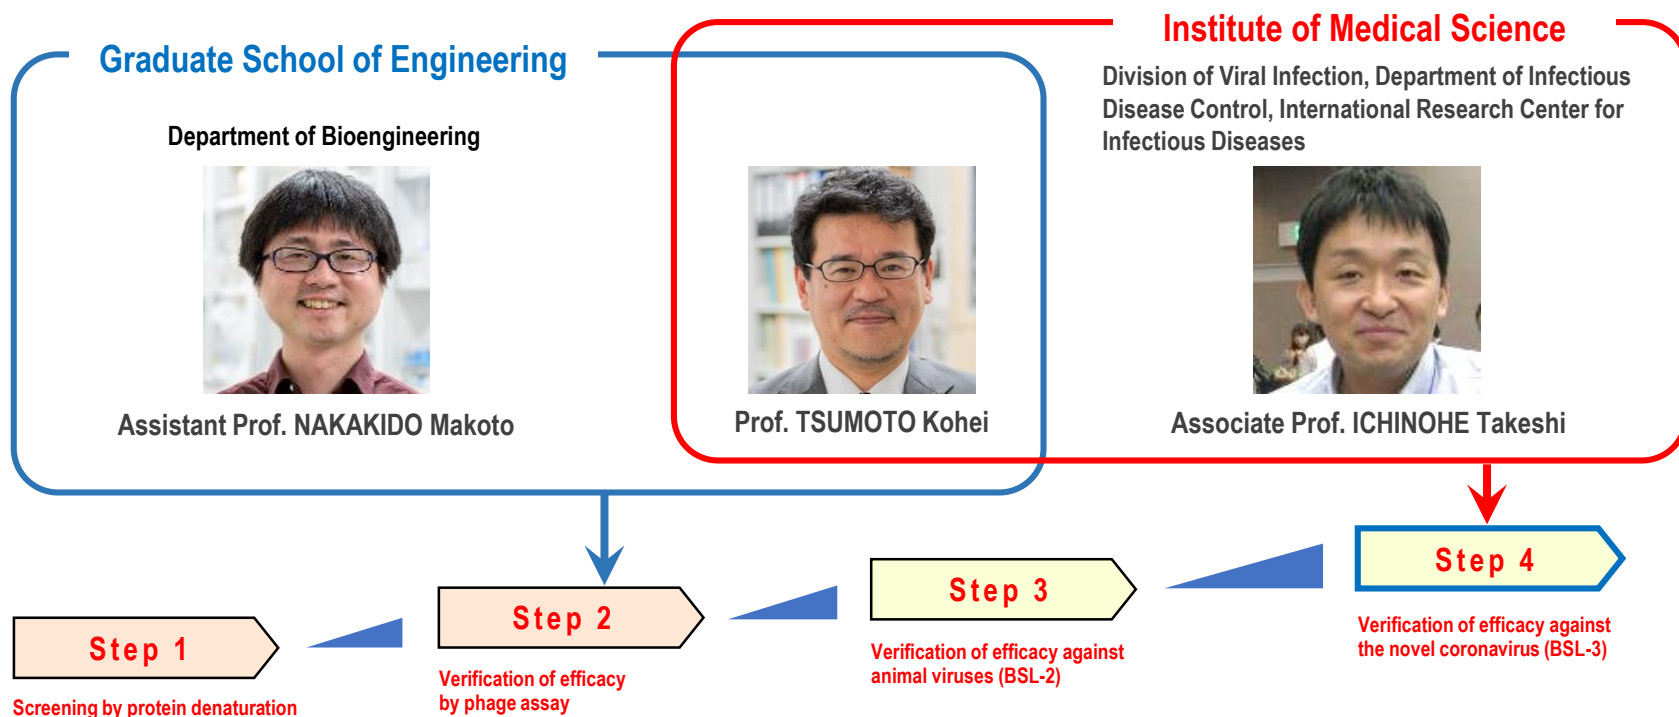 Graduate School of Engineering
Institute of Medical Science
Division of Viral Infection, Department of Infectious
Disease Control, International Research Center for
Infectious Diseases
Department of Bioengineering
Assistant Prof. NAKAKIDO Makoto
Prof. TSUMOTO Kohei
Associate Prof. ICHINOHE Takeshi
Step 1
Screening by protein denaturation
Step 2
Verification of efficacy
by phage assay
Step 3
Verification of efficacy against
animal viruses (BSL-2)
Step 4
Verification of efficacy against
the novel coronavirus (BSL-3)